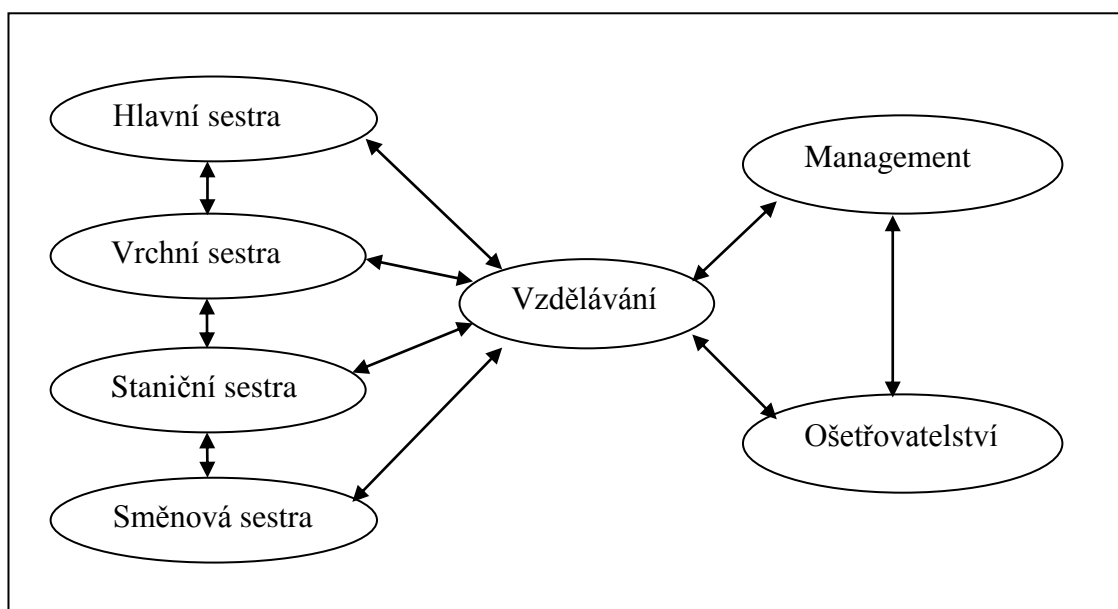 Hlavní sestra
Vrchní sestra
Staniční sestra
Směnová sestra
Vzdělávání
Management
Ošetřovatelství